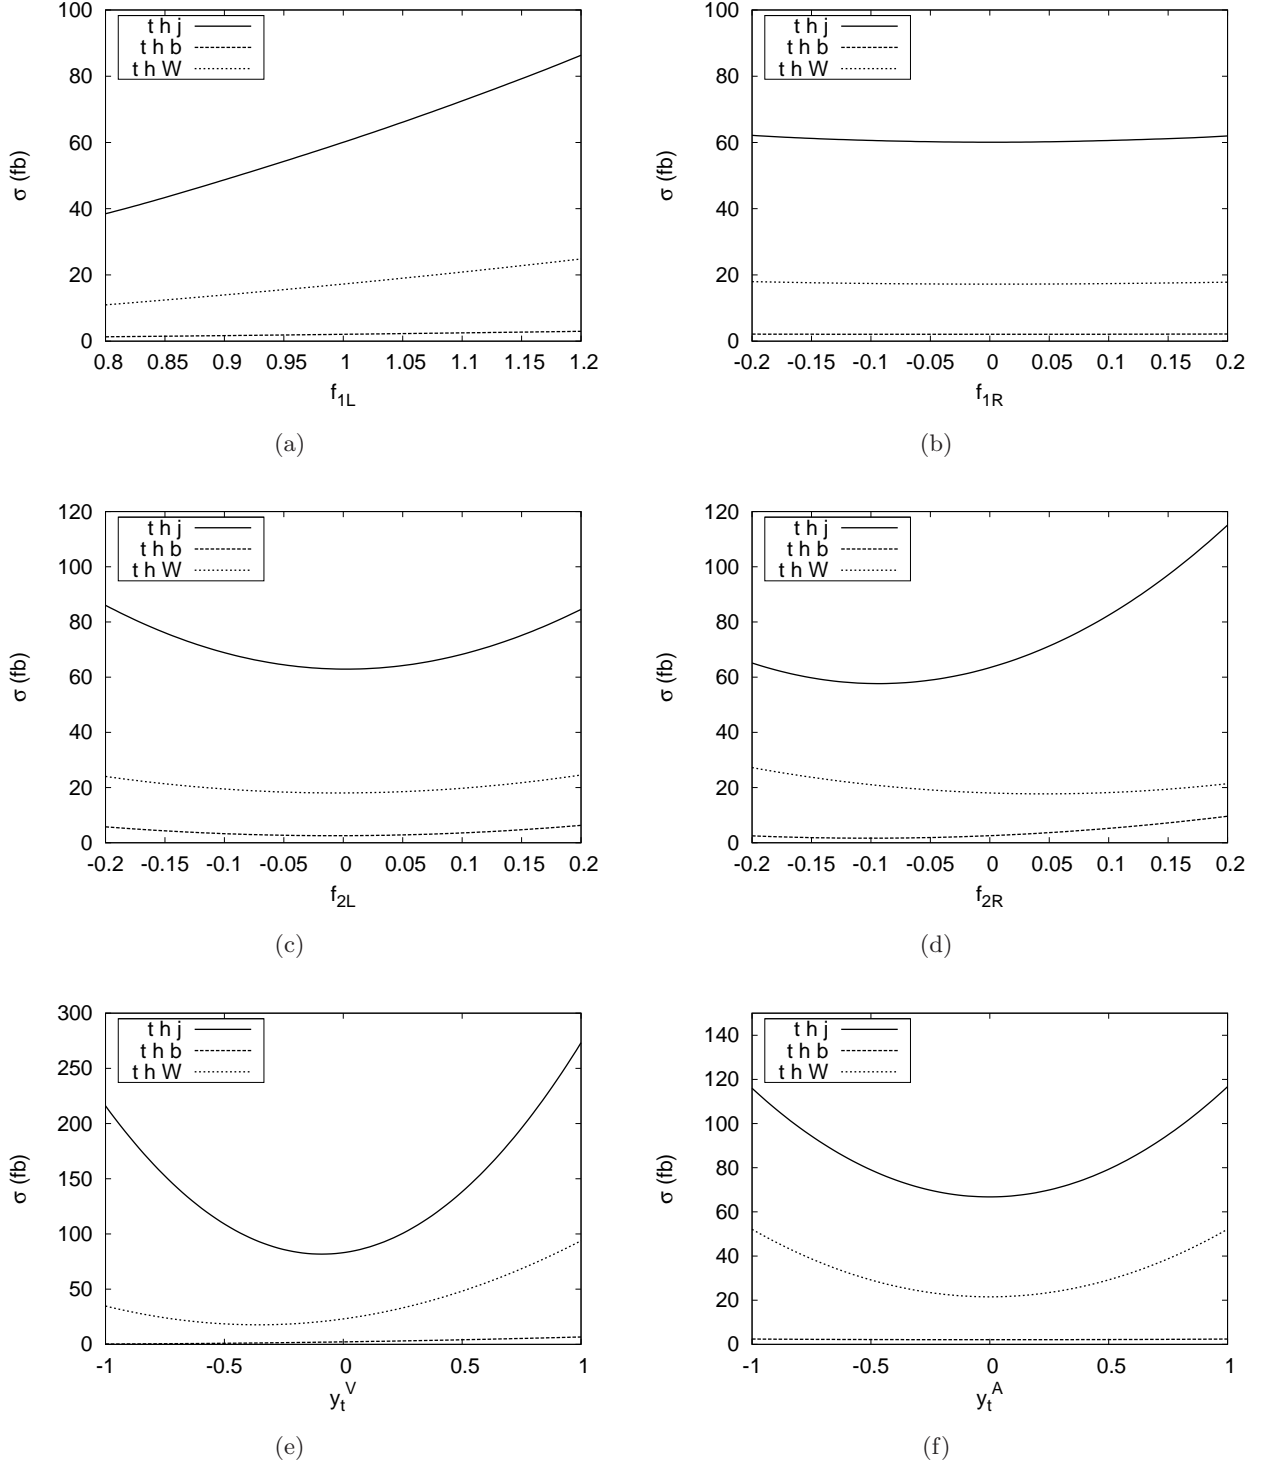 100
80
60
40
20
0
σ (fb)
t h j
t h b
t h W
0.8 0.85 0.9 0.95 1 1.05 1.1 1.15 1.2
f1L
(a)
100
80
60
40
20
0
σ (fb)
t h j
t h b
t h W
-0.2 -0.15 -0.1 -0.05 0 0.05 0.1 0.15 0.2
f1R
(b)
120
100
80
60
40
20
0
σ (fb)
t h j
t h b
t h W
-0.2 -0.15 -0.1 -0.05 0 0.05 0.1 0.15 0.2
f2L
(c)
120
100
80
60
40
20
0
σ (fb)
t h j
t h b
t h W
-0.2 -0.15 -0.1 -0.05 0 0.05 0.1 0.15 0.2
f2R
(d)
300
250
200
150
100
50
0
σ (fb)
t h j
t h b
t h W
-1 -0.5 0 0.5 1
ytV
(e)
140
120
100
80
60
40
20
0
σ (fb)
t h j
t h b
t h W
-1 -0.5 0 0.5 1
ytA
(f)